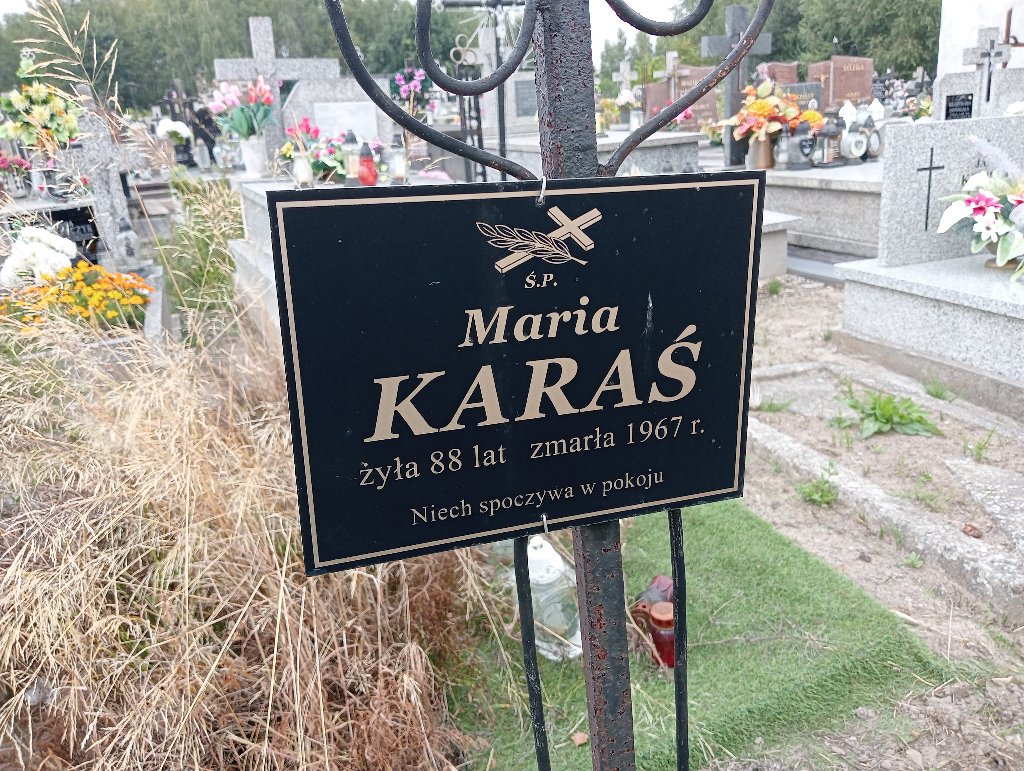 Ś.P.
Maria
KARAŚ
żyła 88 lat zmarła 1967 r.
Niech spoczywa w pokoju